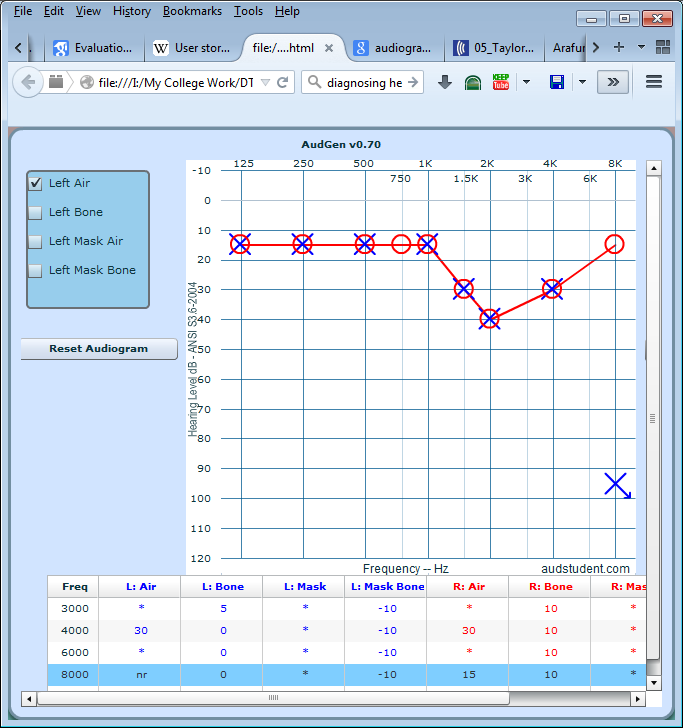 File Edit View History Bookmarks Tools Help
Evaluation... User stor... file:/....html audiogra... 05_Taylor... Arafur
file:///I:/My College Work/DT diagnosing he
KEEP
Tube
AudGen v0.70
Left Air
Left Bone
Left Mask Air
Left Mask Bone
Reset Audiogram
125 250 500 1K 2K 4K 8K
750 1.5K 3K 6K
-10
0
10
20
30
40
50
60
70
80
90
100
110
120
Hearing Level dB - ANSI S3.6-2004
Frequency -- Hz audstudent.com
Freq L: Air L: Bone L: Mask L: Mask Bone R: Air R: Bone R: Mas
3000 * 5 * -10 * 10 *
4000 30 0 * -10 30 10 *
6000 * 0 * -10 * 10 *
8000 nr 0 * -10 15 10 *